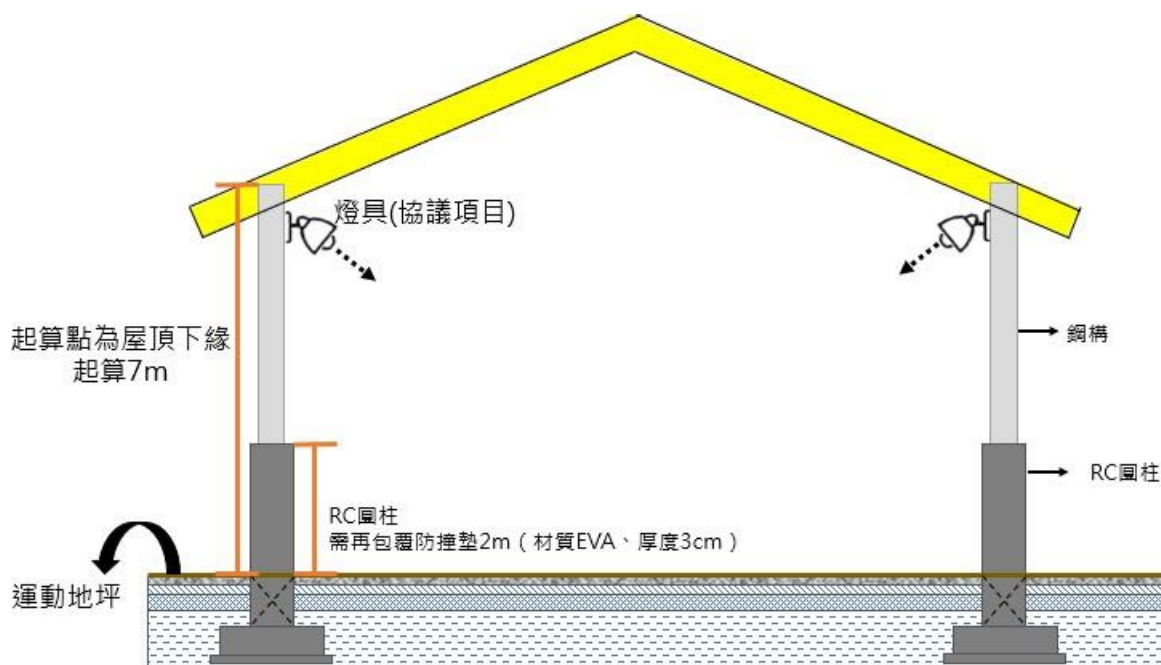 燈具(協議項目)
起算點為屋頂下緣
起算7m
鋼構
RC圓柱
RC圓柱
需再包覆防撞墊2m（材質EVA、厚度3cm）
運動地坪